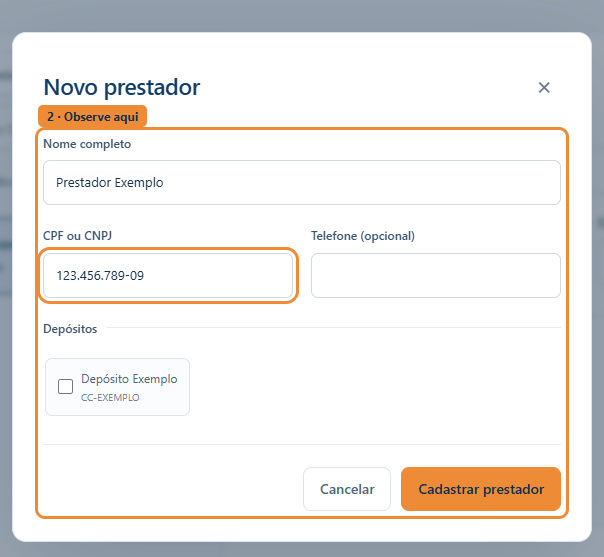 Novo prestador
2 · Observe aqui
Nome completo
Prestador Exemplo
CPF ou CNPJ
Telefone (opcional)
123.456.789-09
Depósitos
Depósito Exemplo
CC-EXEMPLO
Cancelar
Cadastrar prestador